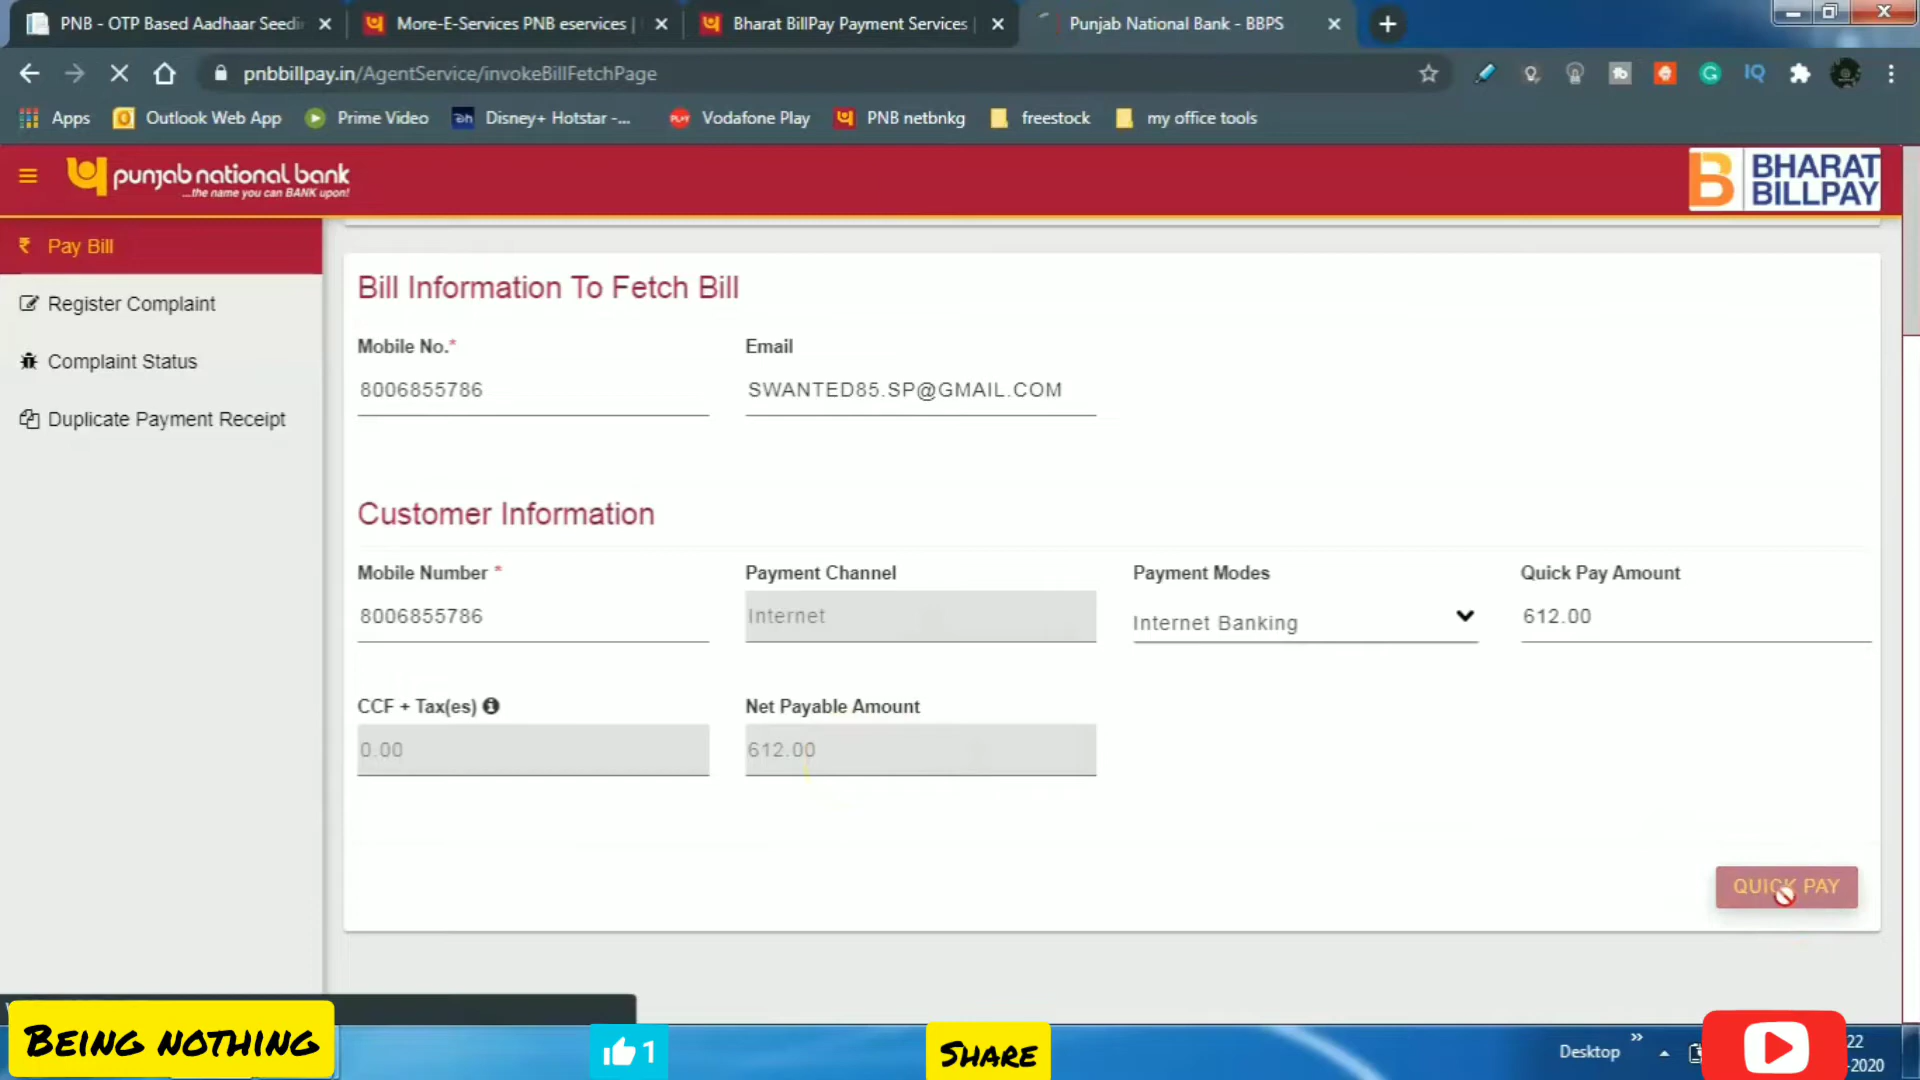 PNB - OTP Based Aadhaar Seedi
More-E-Services PNB eservices |
Bharat BillPay Payment Services |
Punjab National Bank - BBPS
pnbbillpay.in/AgentService/invokeBillFetchPage
Apps
Outlook Web App
Prime Video
Disney+ Hotstar -...
Vodafone Play
PNB netbnkg
freestock
my office tools
punjab national bank
...the name you can BANK upon!
BHARAT
BILLPAY
₹ Pay Bill
Register Complaint
Complaint Status
Duplicate Payment Receipt
Bill Information To Fetch Bill
Mobile No.*
Email
8006855786
SWANTED85.SP@GMAIL.COM
Customer Information
Mobile Number *
Payment Channel
Payment Modes
Quick Pay Amount
8006855786
Internet
Internet Banking
612.00
CCF + Tax(es)
Net Payable Amount
0.00
612.00
QUICK PAY
BEING NOTHING
1
SHARE
Desktop
22
-2020